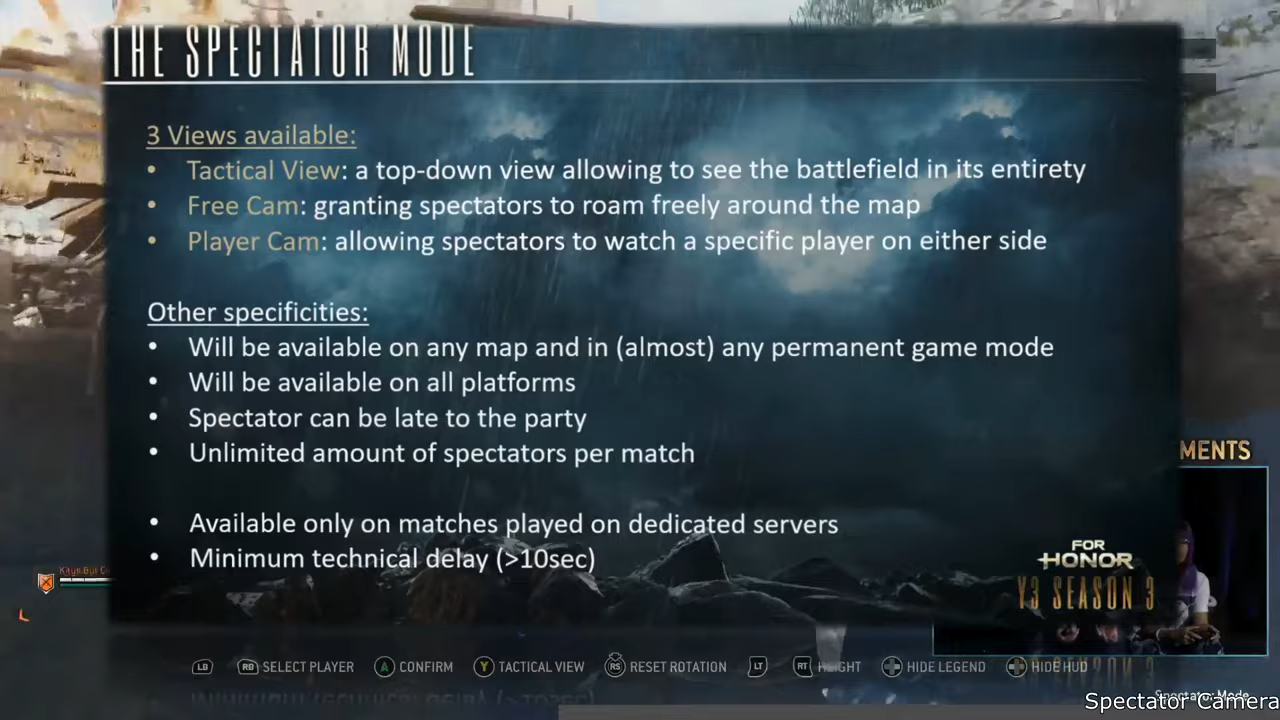 THE SPECTATOR MODE
3 Views available:
• Tactical View: a top-down view allowing to see the battlefield in its entirety
• Free Cam: granting spectators to roam freely around the map
• Player Cam: allowing spectators to watch a specific player on either side
Other specificities:
• Will be available on any map and in (almost) any permanent game mode
• Will be available on all platforms
• Spectator can be late to the party
• Unlimited amount of spectators per match
MENTS
• Available only on matches played on dedicated servers
• Minimum technical delay (>10sec)
FOR
HONOR
Y3 SEASON 3
LB RB SELECT PLAYER A CONFIRM Y TACTICAL VIEW RS RESET ROTATION LT RT HEIGHT HIDE LEGEND HIDE HUD
Spectator Mode
Spectator Camera